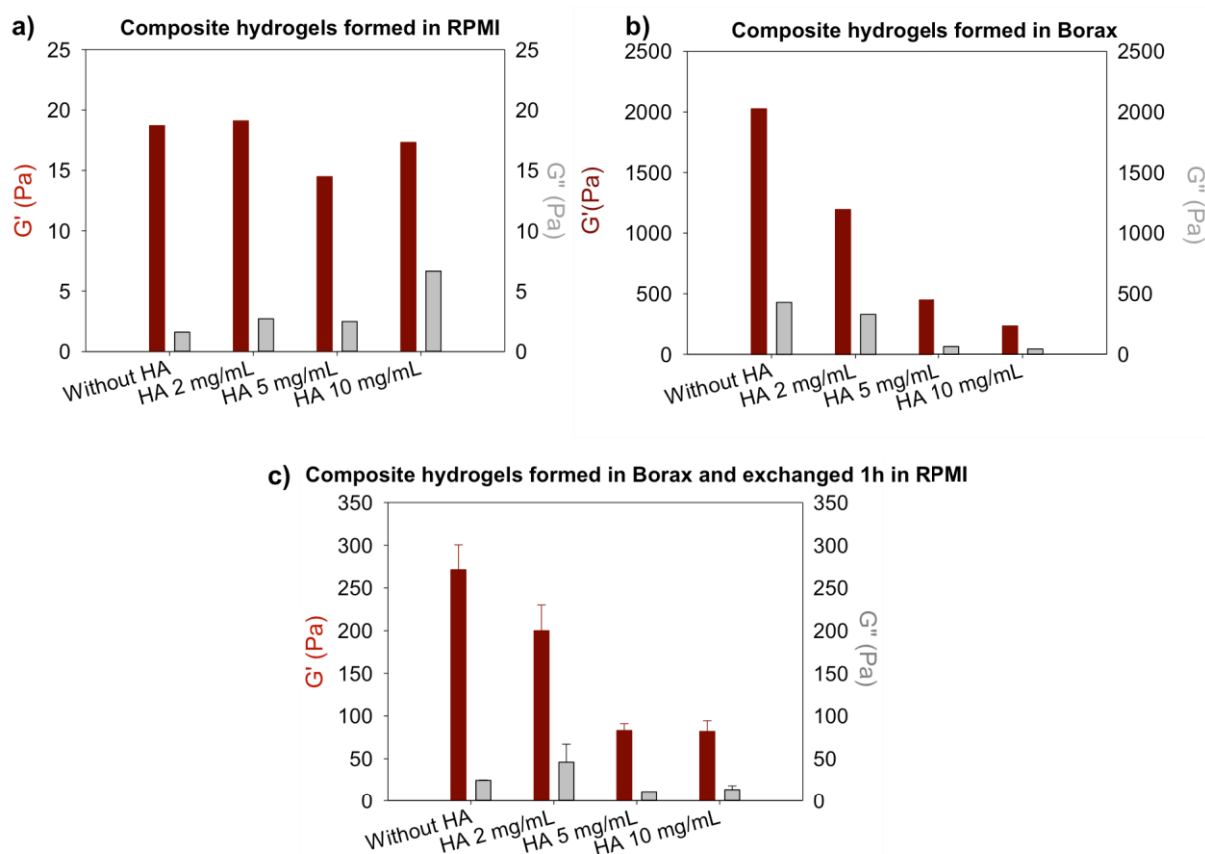 a) Composite hydrogels formed in RPMI
25
20
15
10
5
0
G' (Pa)
25
20
15
10
5
0
G'' (Pa)
Without HA
HA 2 mg/mL
HA 5 mg/mL
HA 10 mg/mL
b) Composite hydrogels formed in Borax
2500
2000
1500
1000
500
0
G'(Pa)
2500
2000
1500
1000
500
0
G'' (Pa)
Without HA
HA 2 mg/mL
HA 5 mg/mL
HA 10 mg/mL
c) Composite hydrogels formed in Borax and exchanged 1h in RPMI
350
300
250
200
150
100
50
0
G' (Pa)
350
300
250
200
150
100
50
0
G'' (Pa)
Without HA
HA 2 mg/mL
HA 5 mg/mL
HA 10 mg/mL